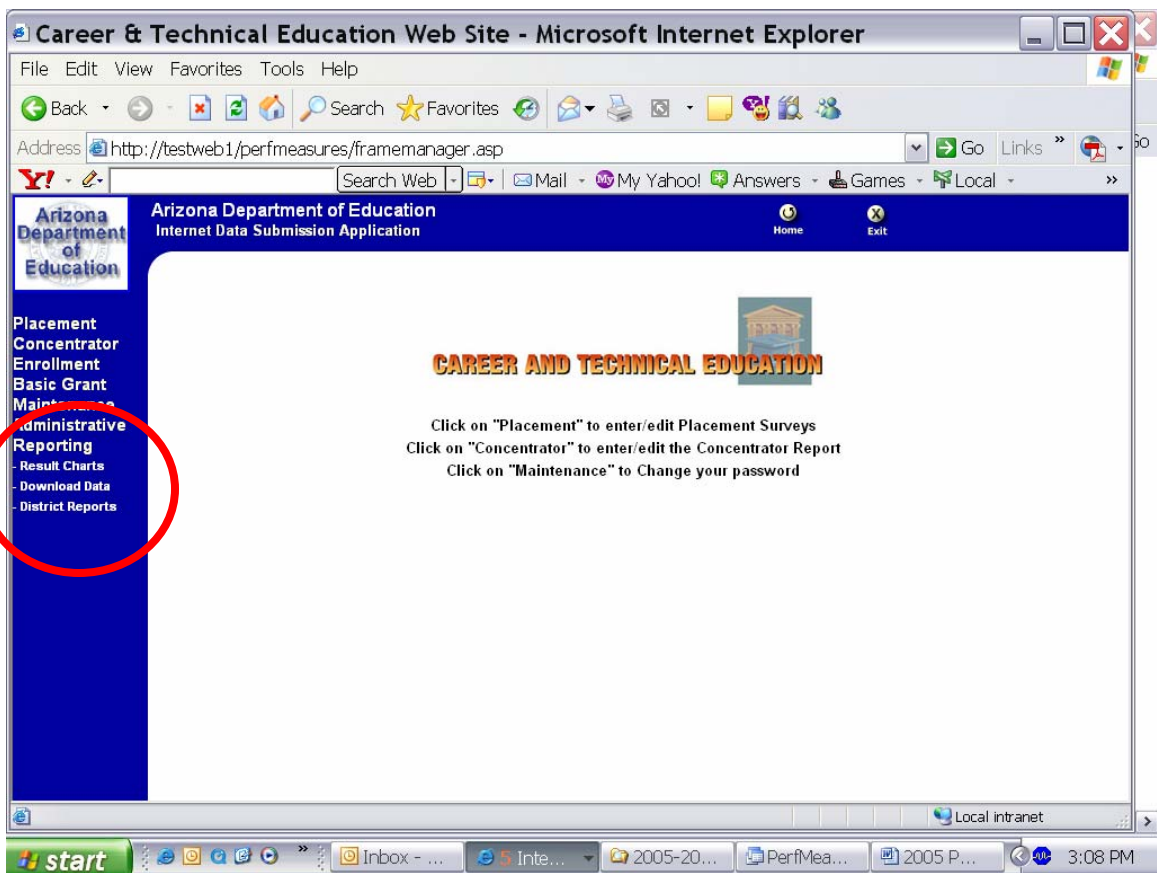 Career & Technical Education Web Site - Microsoft Internet Explorer
File Edit View Favorites Tools Help
Back Search Favorites
Address http://testweb1/perfmeasures/framemanager.asp Go Links »
Y! Search Web Mail My Yahoo! Answers Games Local »
Arizona Department of Education
Arizona Department of Education
Internet Data Submission Application
Home Exit
Placement
Concentrator
Enrollment
Basic Grant
Maintenance
Administrative
Reporting
- Result Charts
- Download Data
- District Reports
CAREER AND TECHNICAL EDUCATION
Click on "Placement" to enter/edit Placement Surveys
Click on "Concentrator" to enter/edit the Concentrator Report
Click on "Maintenance" to Change your password
Local intranet
start » Inbox - ... 5 Inte... 2005-20... PerfMea... 2005 P... 3:08 PM